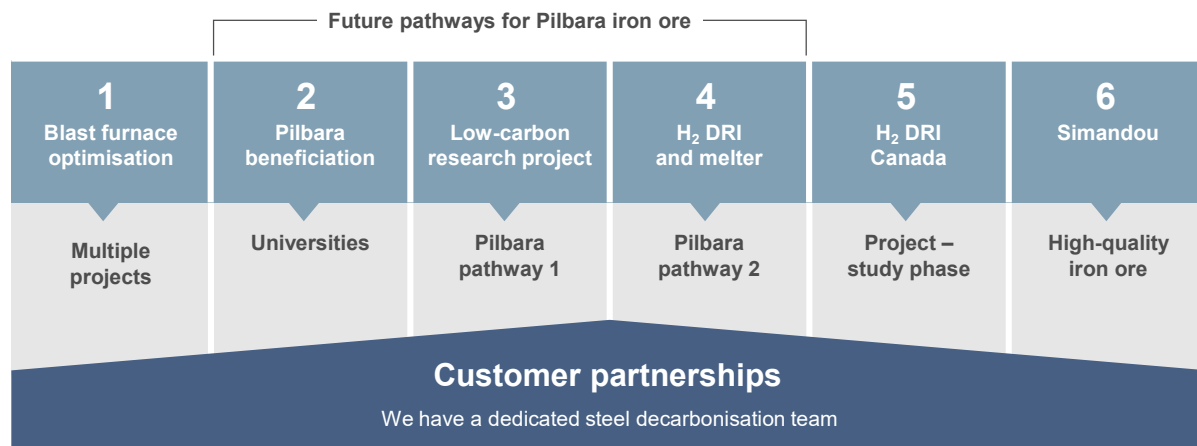 Future pathways for Pilbara iron ore
1
Blast furnace
optimisation
Multiple
projects
2
Pilbara
beneficiation
Universities
3
Low-carbon
research project
Pilbara
pathway 1
4
H₂ DRI
and melter
Pilbara
pathway 2
5
H₂ DRI
Canada
Project –
study phase
6
Simandou
High-quality
iron ore
Customer partnerships
We have a dedicated steel decarbonisation team